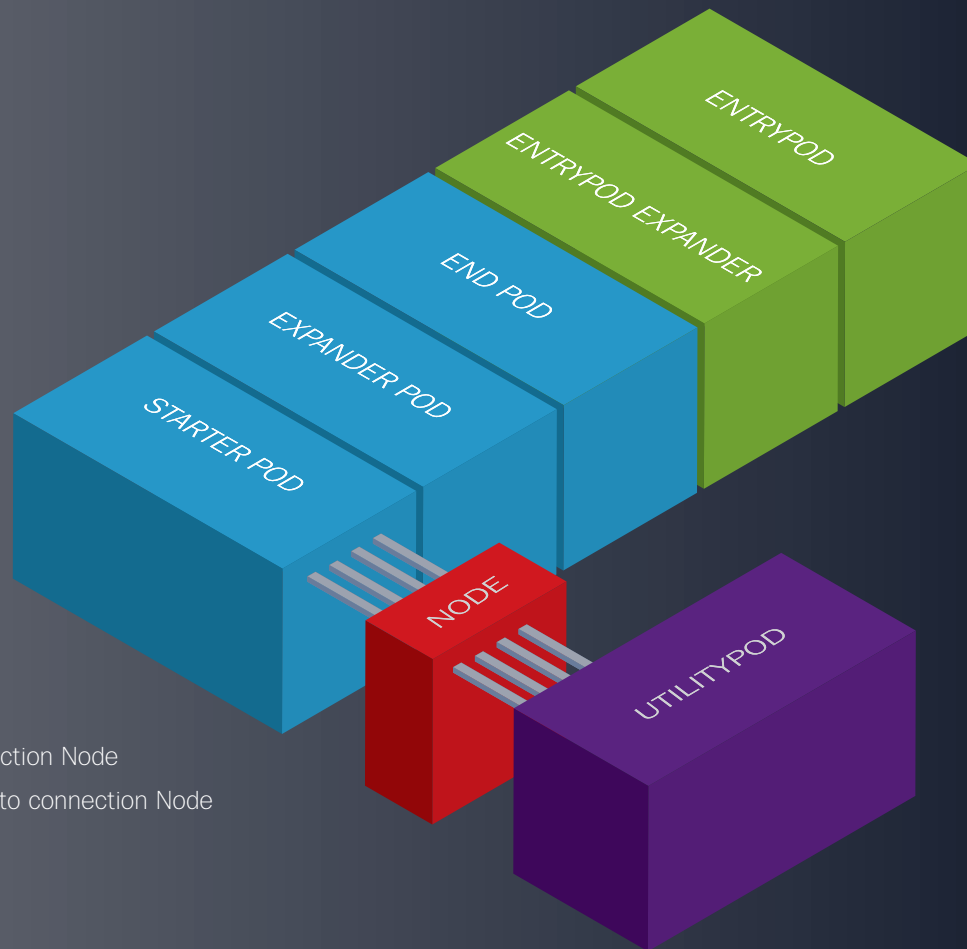 ENTRYPOD
ENTRYPOD EXPANDER
END POD
EXPANDER POD
STARTER POD
NODE
UTILITYPOD
ction Node
to connection Node